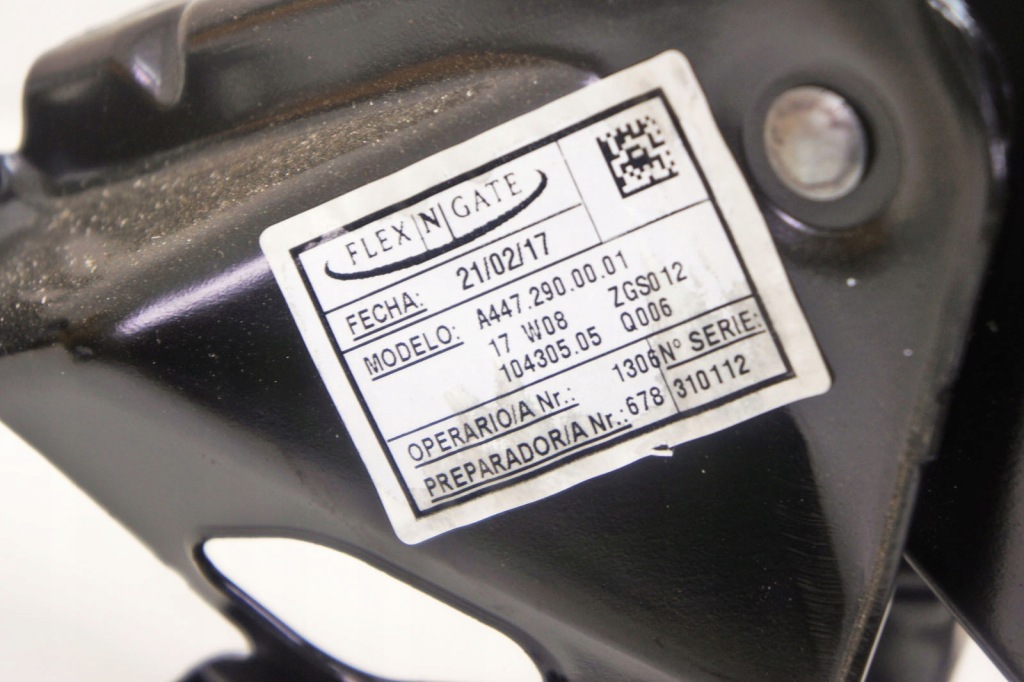 FLEX N GATE
FECHA: 21/02/17
MODELO: A447.290.00.01
17 W08 ZGS012
104305.05 Q006
OPERARIO/A Nr.: 1306
PREPARADOR/A Nr.: 678
Nº SERIE:
310112